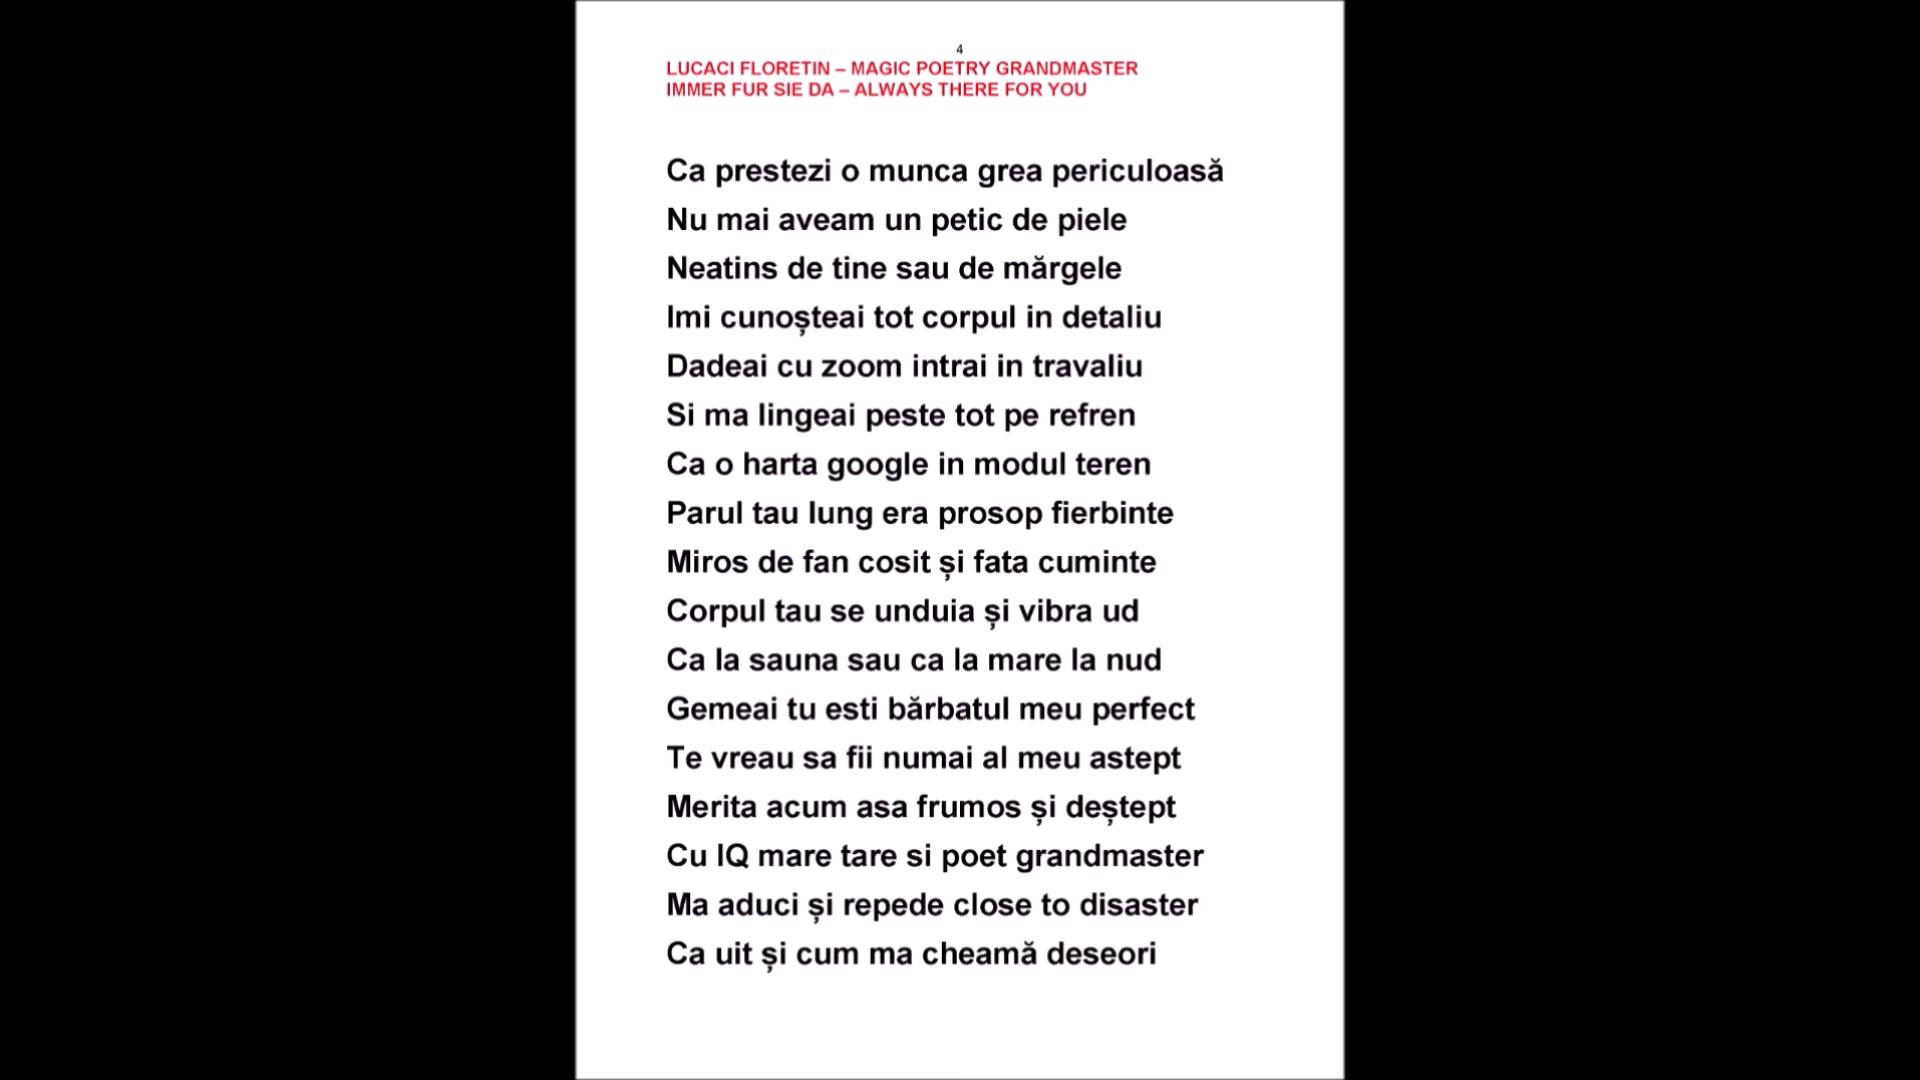 4
LUCACI FLORETIN – MAGIC POETRY GRANDMASTER
IMMER FUR SIE DA – ALWAYS THERE FOR YOU
Ca prestezi o munca grea periculoasă
Nu mai aveam un petic de piele
Neatins de tine sau de mărgele
Imi cunoșteai tot corpul in detaliu
Dadeai cu zoom intrai in travaliu
Si ma lingeai peste tot pe refren
Ca o harta google in modul teren
Parul tau lung era prosop fierbinte
Miros de fan cosit și fata cuminte
Corpul tau se unduia și vibra ud
Ca la sauna sau ca la mare la nud
Gemeai tu esti bărbatul meu perfect
Te vreau sa fii numai al meu astept
Merita acum asa frumos și deștept
Cu IQ mare tare si poet grandmaster
Ma aduci și repede close to disaster
Ca uit și cum ma cheamă deseori